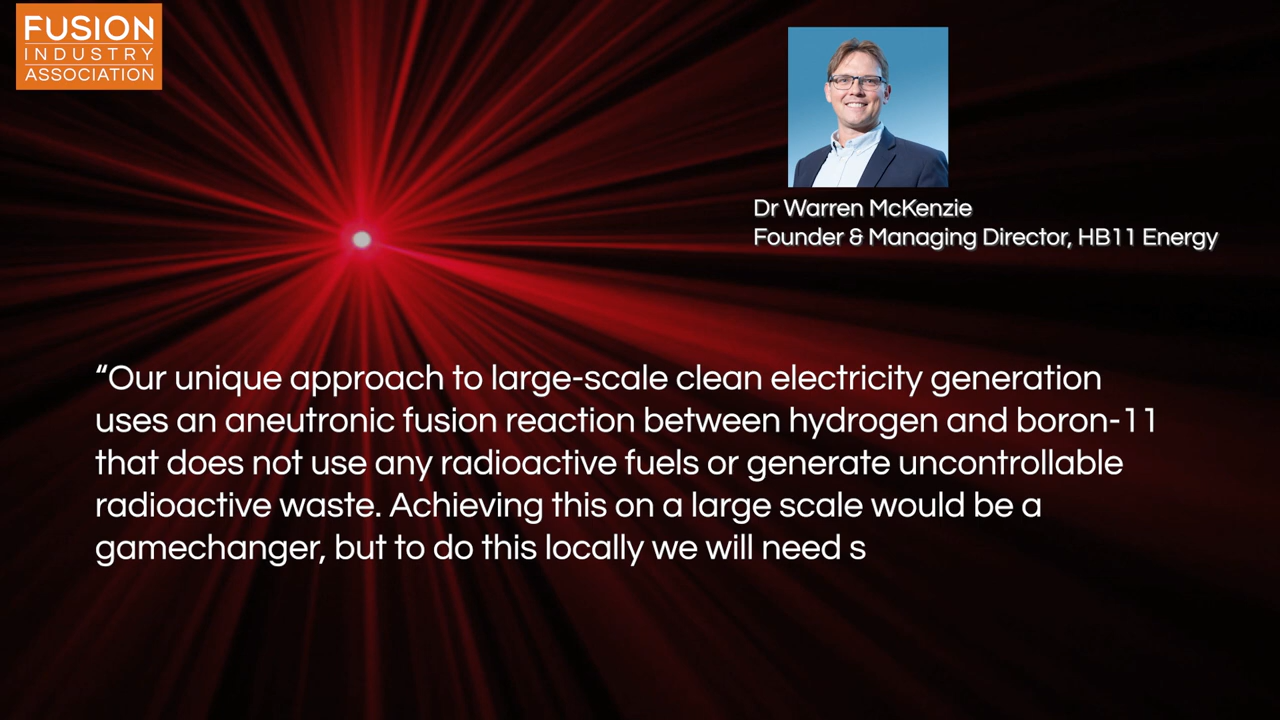 FUSION
INDUSTRY
ASSOCIATION
Dr Warren McKenzie
Founder & Managing Director, HB11 Energy
“Our unique approach to large-scale clean electricity generation
uses an aneutronic fusion reaction between hydrogen and boron-11
that does not use any radioactive fuels or generate uncontrollable
radioactive waste. Achieving this on a large scale would be a
gamechanger, but to do this locally we will need s